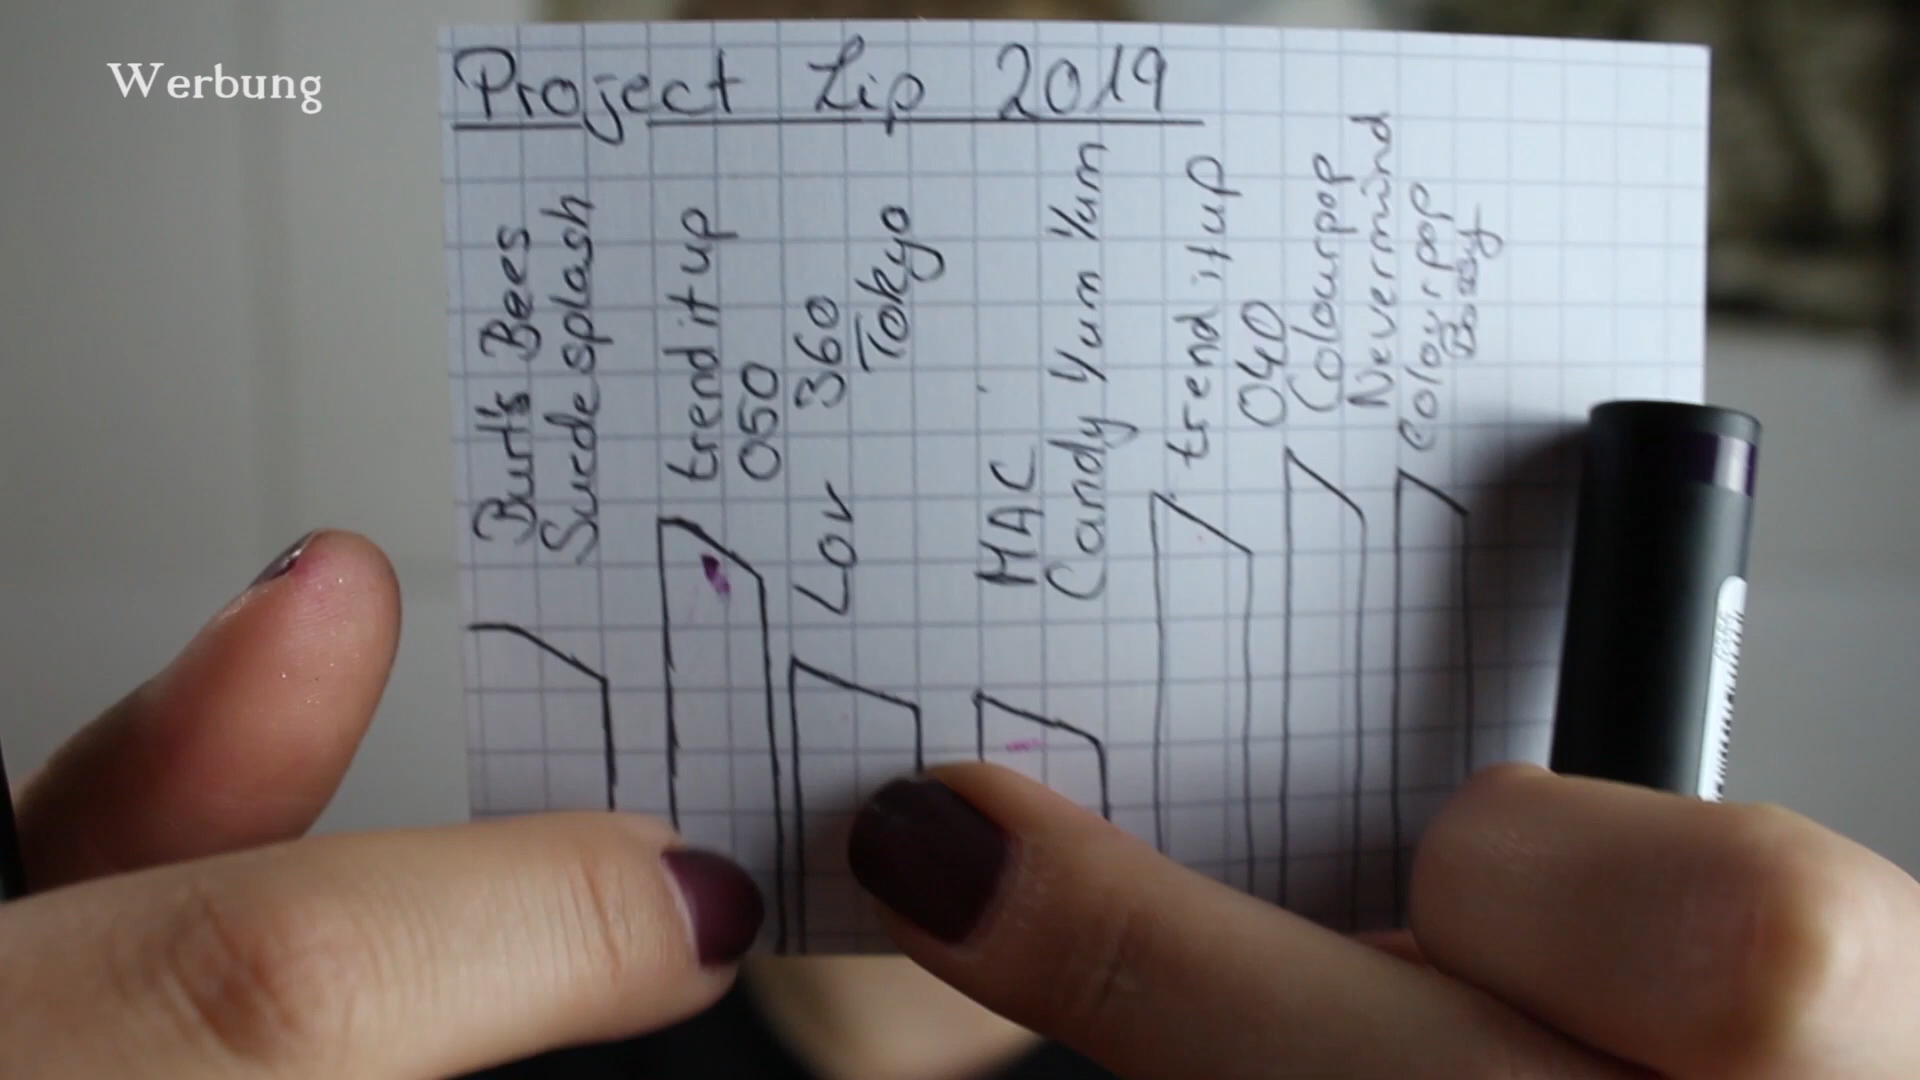 Werbung
Project Lip 2019
Burt's Bees
Suedesplash
trend it up
050
Lov 360
Tokyo
MAC
Candy Yum Yum
trend it up
040
Colourpop
Nevermind
Colourpop